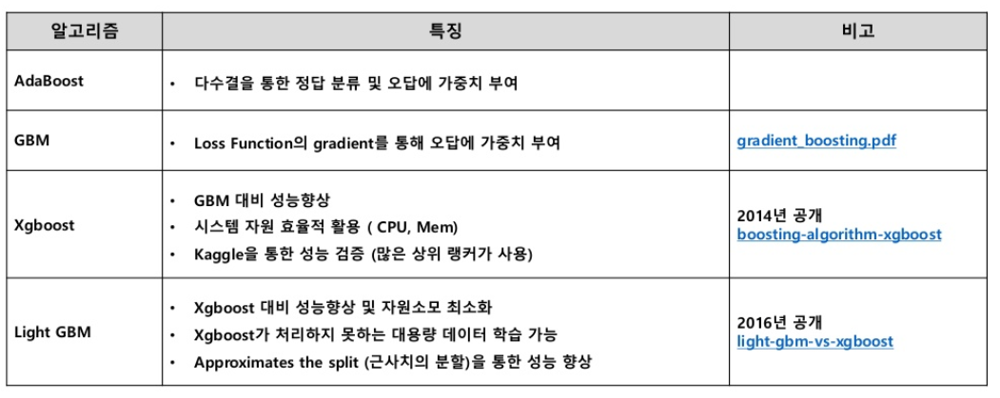 알고리즘 특징 비고
AdaBoost • 다수결을 통한 정답 분류 및 오답에 가중치 부여
GBM • Loss Function의 gradient를 통해 오답에 가중치 부여 gradient_boosting.pdf
Xgboost
• GBM 대비 성능향상
• 시스템 자원 효율적 활용 ( CPU, Mem)
• Kaggle을 통한 성능 검증 (많은 상위 랭커가 사용)
2014년 공개
boosting-algorithm-xgboost
Light GBM
• Xgboost 대비 성능향상 및 자원소모 최소화
• Xgboost가 처리하지 못하는 대용량 데이터 학습 가능
• Approximates the split (근사치의 분할)을 통한 성능 향상
2016년 공개
light-gbm-vs-xgboost